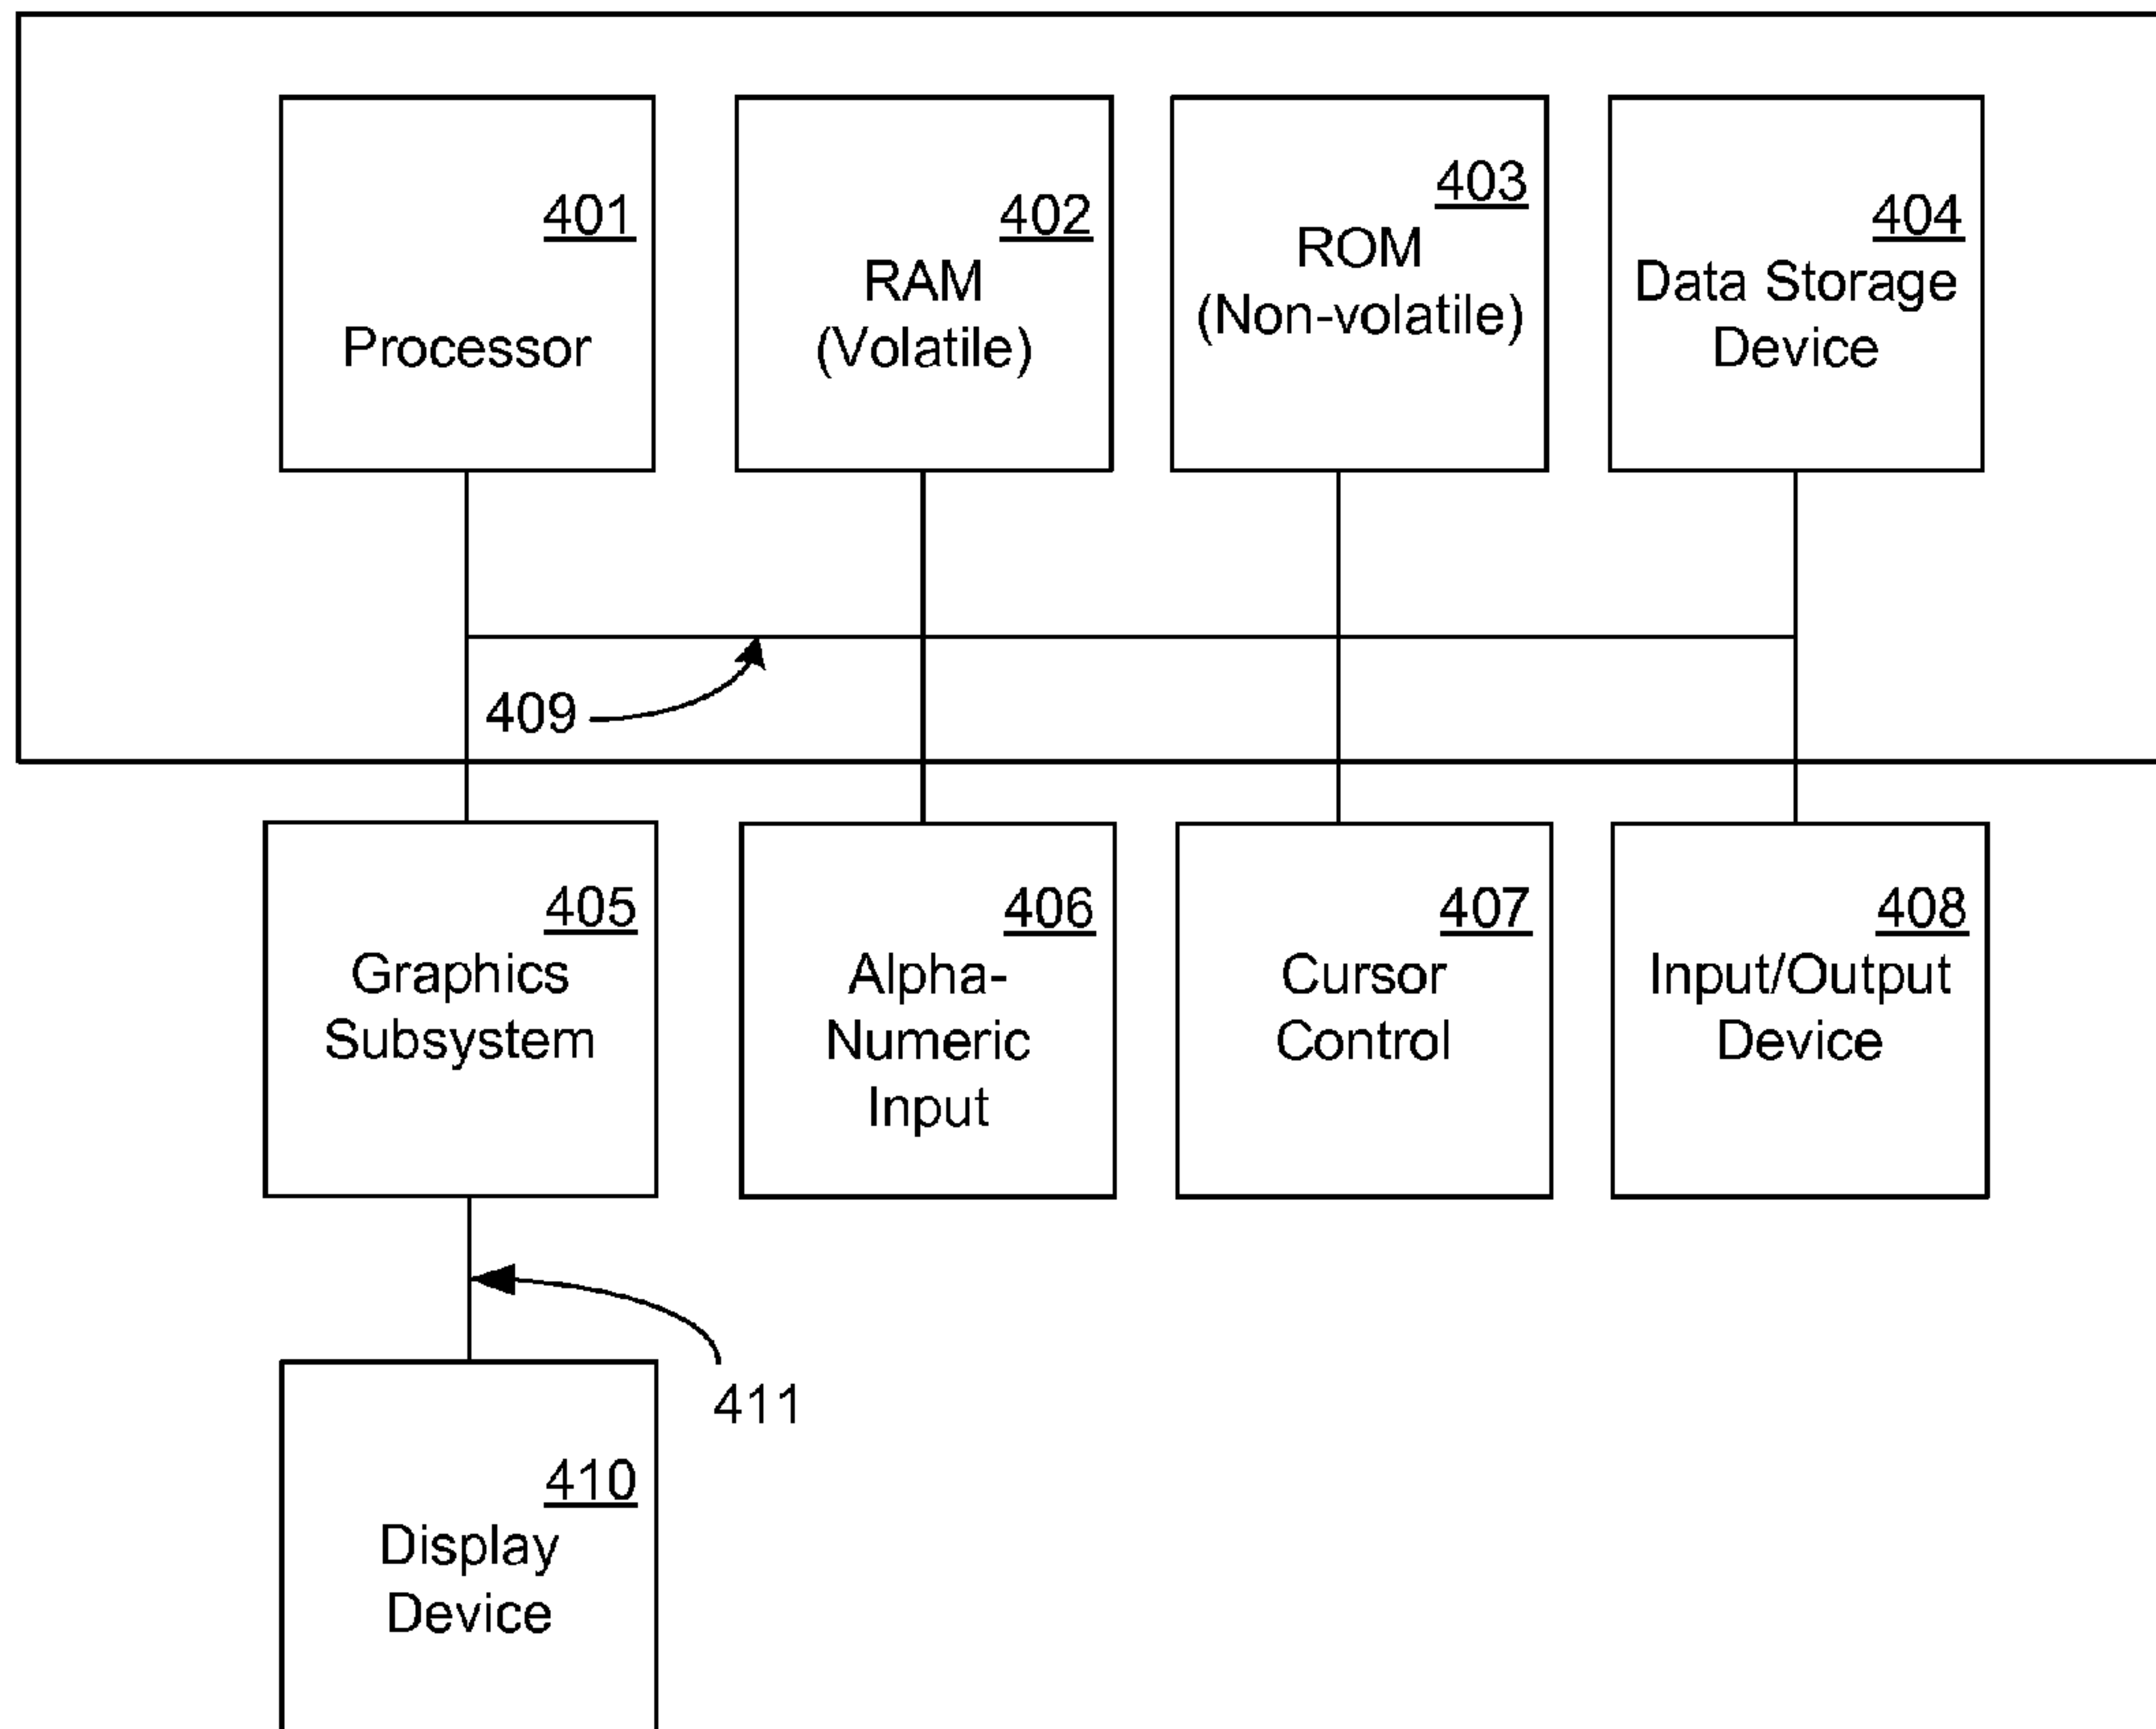 401
Processor
402
RAM
(Volatile)
403
ROM
(Non-volatile)
404
Data Storage
Device
409
405
Graphics
Subsystem
406
Alpha-
Numeric
Input
407
Cursor
Control
408
Input/Output
Device
411
410
Display
Device